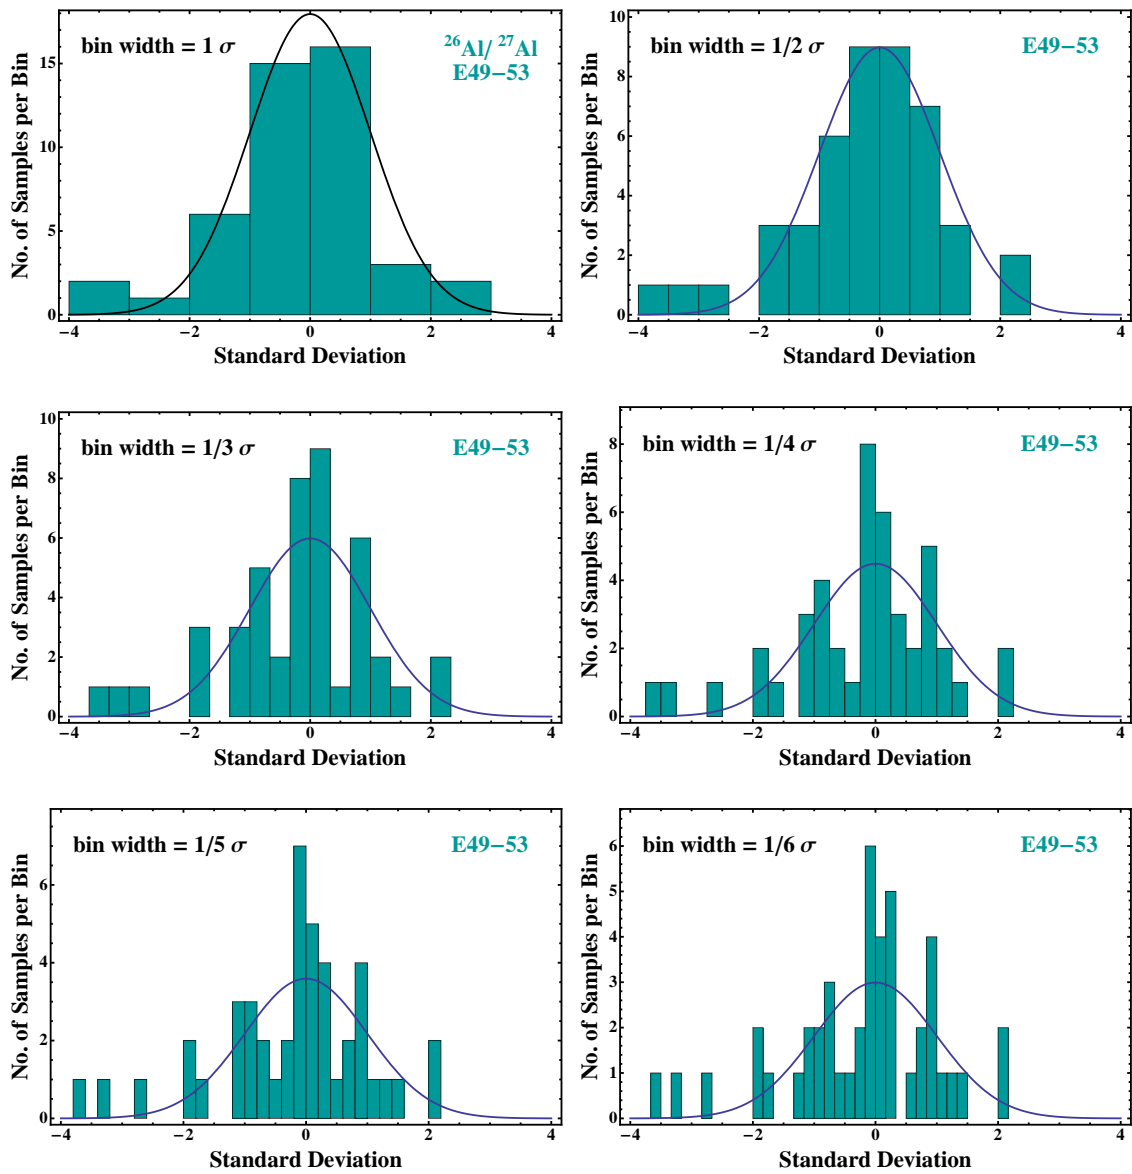 bin width = 1 σ
²⁶Al/ ²⁷Al
E49−53
No. of Samples per Bin
15
10
5
0
−4 −2 0 2 4
Standard Deviation
bin width = 1/2 σ
E49−53
No. of Samples per Bin
10
8
6
4
2
0
−4 −2 0 2 4
Standard Deviation
bin width = 1/3 σ
E49−53
No. of Samples per Bin
10
8
6
4
2
0
−4 −2 0 2 4
Standard Deviation
bin width = 1/4 σ
E49−53
No. of Samples per Bin
8
6
4
2
0
−4 −2 0 2 4
Standard Deviation
bin width = 1/5 σ
E49−53
No. of Samples per Bin
6
4
2
0
−4 −2 0 2 4
Standard Deviation
bin width = 1/6 σ
E49−53
No. of Samples per Bin
6
5
4
3
2
1
0
−4 −2 0 2 4
Standard Deviation